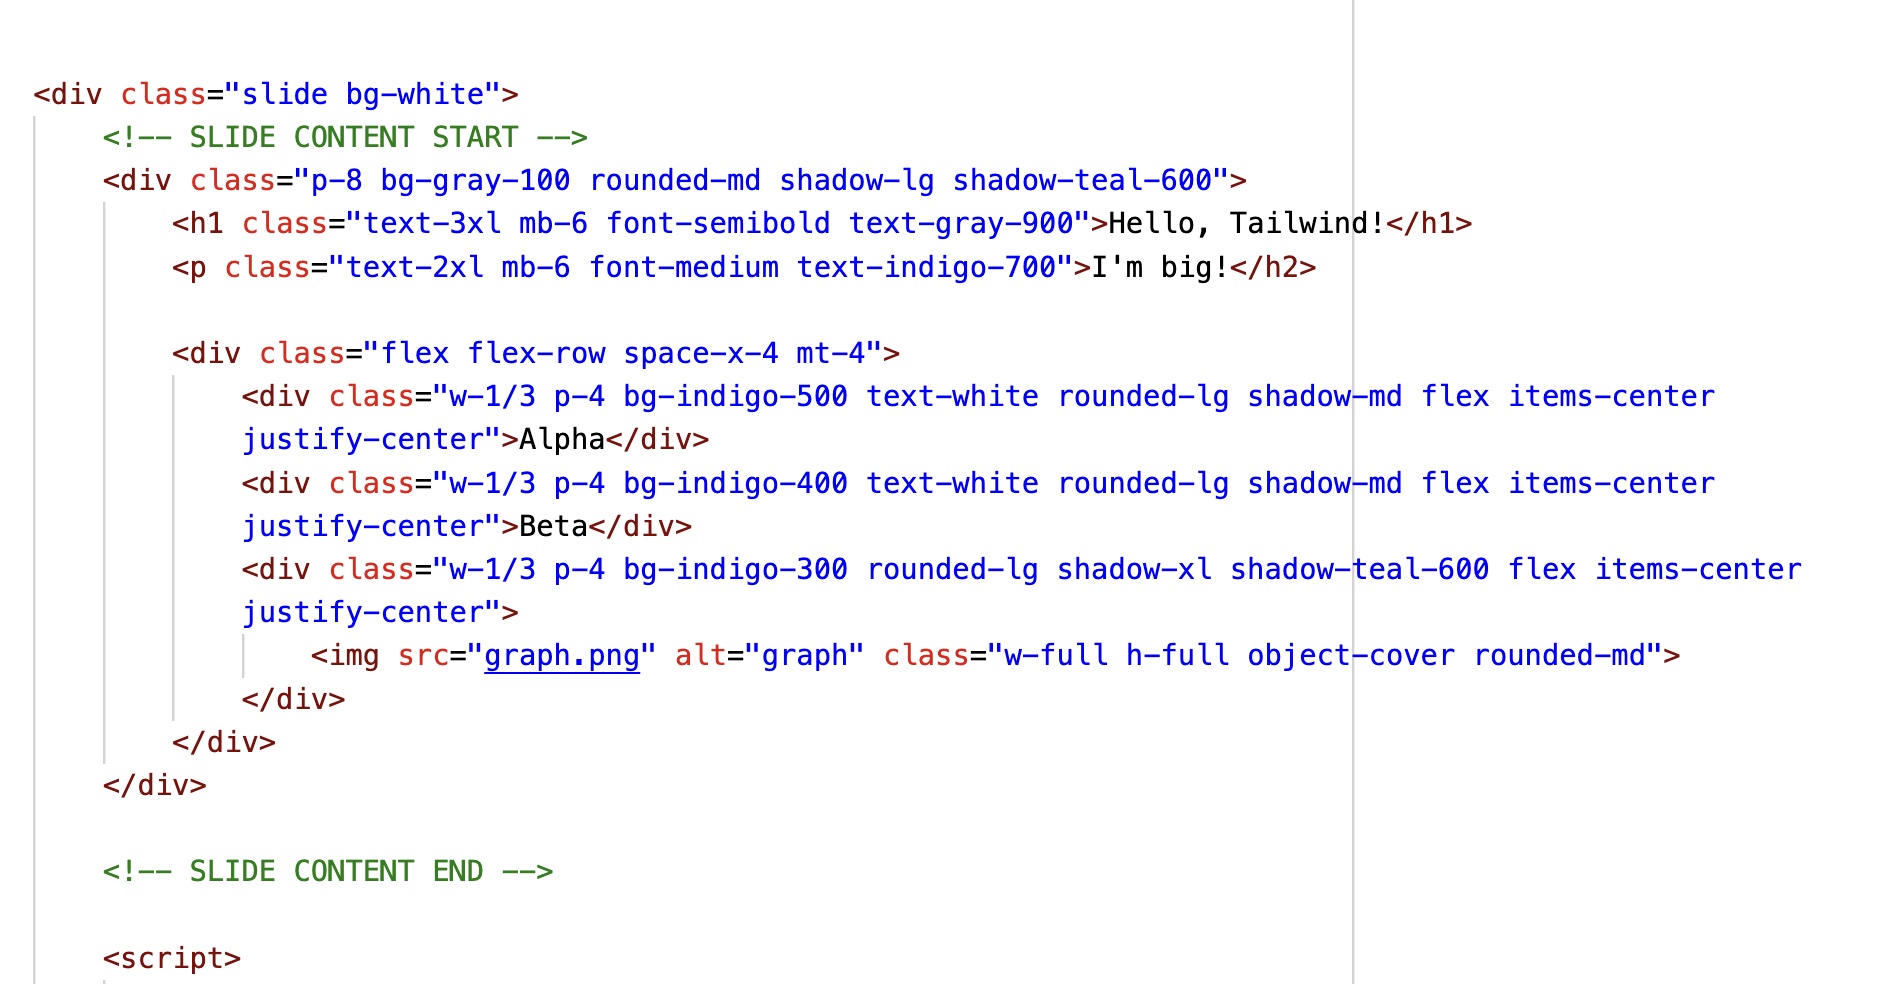 <div class="slide bg-white">
<!-- SLIDE CONTENT START -->
<div class="p-8 bg-gray-100 rounded-md shadow-lg shadow-teal-600">
<h1 class="text-3xl mb-6 font-semibold text-gray-900">Hello, Tailwind!</h1>
<p class="text-2xl mb-6 font-medium text-indigo-700">I'm big!</h2>
<div class="flex flex-row space-x-4 mt-4">
<div class="w-1/3 p-4 bg-indigo-500 text-white rounded-lg shadow-md flex items-center
justify-center">Alpha</div>
<div class="w-1/3 p-4 bg-indigo-400 text-white rounded-lg shadow-md flex items-center
justify-center">Beta</div>
<div class="w-1/3 p-4 bg-indigo-300 rounded-lg shadow-xl shadow-teal-600 flex items-center
justify-center">
<img src="graph.png" alt="graph" class="w-full h-full object-cover rounded-md">
</div>
</div>
</div>
<!-- SLIDE CONTENT END -->
<script>